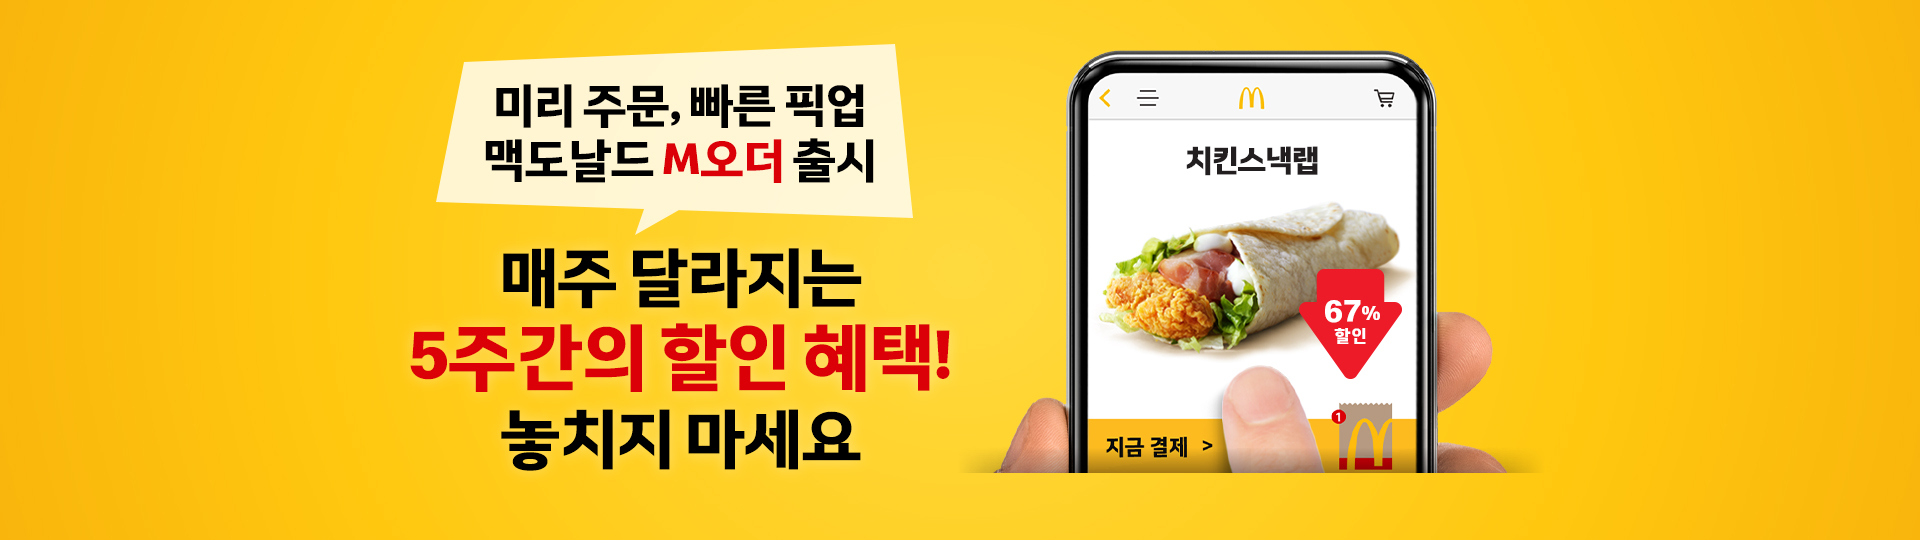 미리 주문, 빠른 픽업
맥도날드 M오더 출시
매주 달라지는
5주간의 할인 혜택!
놓치지 마세요
치킨스낵랩
67%
할인
1
지금 결제 >